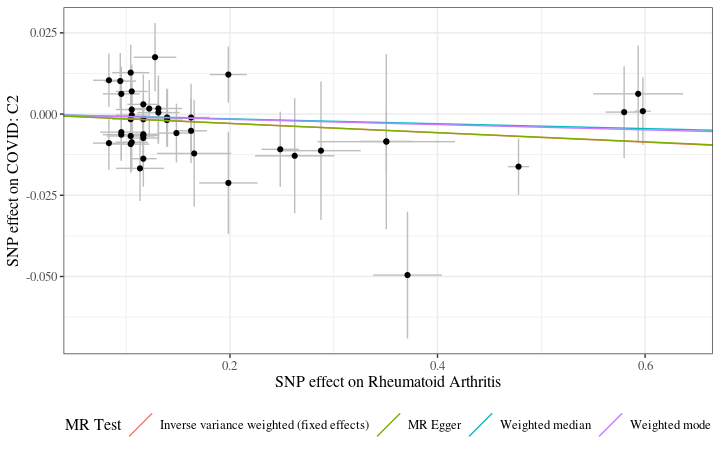 0.025
0.000
-0.025
-0.050
SNP effect on COVID: C2
0.2 0.4 0.6
SNP effect on Rheumatoid Arthritis
MR Test Inverse variance weighted (fixed effects) MR Egger Weighted median Weighted mode